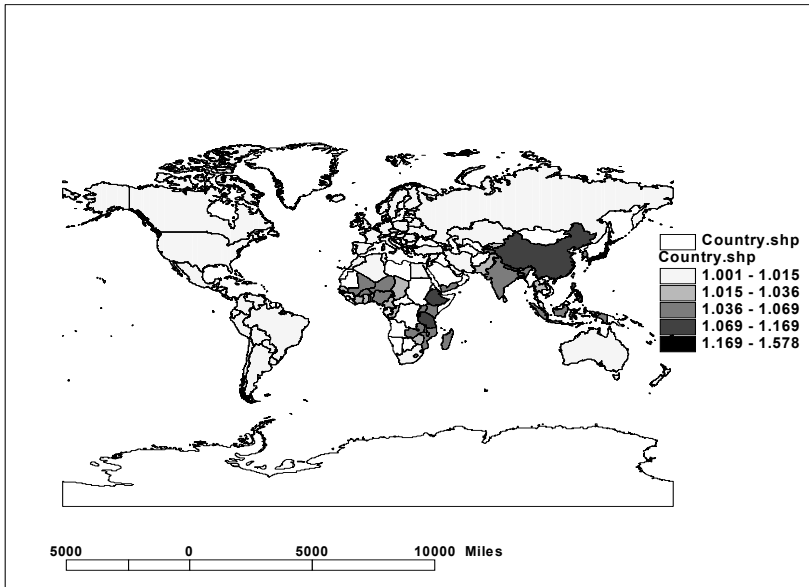 Country.shp
Country.shp
1.001 - 1.015
1.015 - 1.036
1.036 - 1.069
1.069 - 1.169
1.169 - 1.578
5000 0 5000 10000 Miles